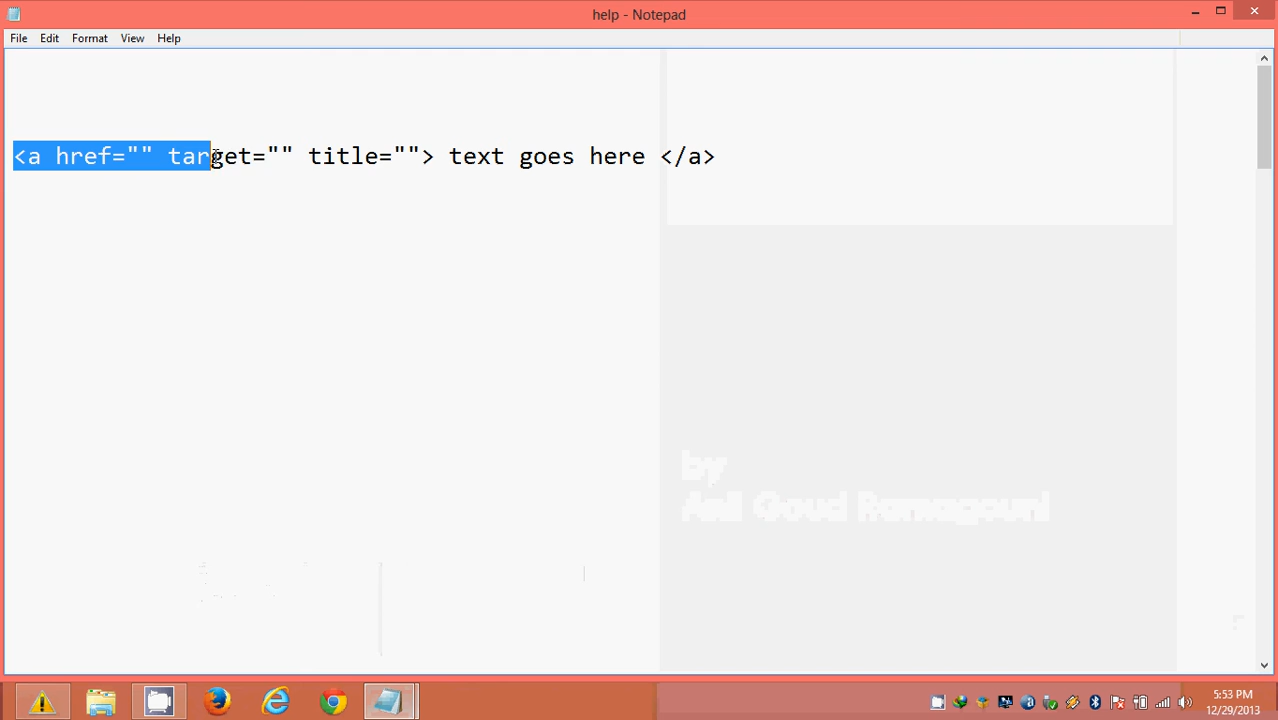 help - Notepad
File Edit Format View Help
<a href="" target="" title=""> text goes here </a>
by
5:53 PM
12/29/2013